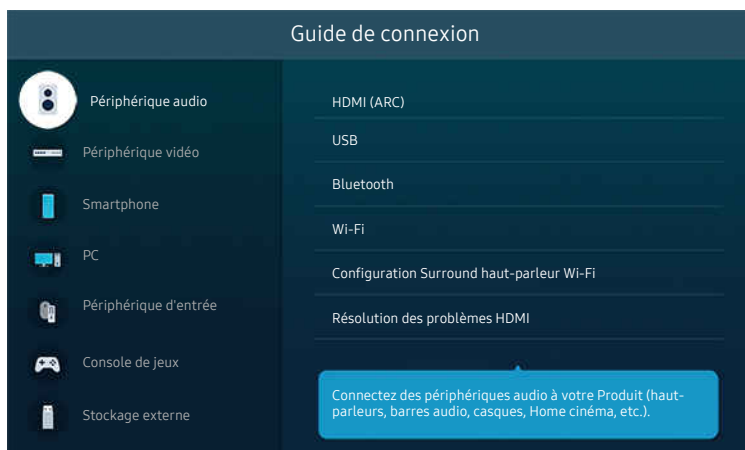 Guide de connexion
Périphérique audio
Périphérique vidéo
Smartphone
PC
Périphérique d'entrée
Console de jeux
Stockage externe
HDMI (ARC)
USB
Bluetooth
Wi-Fi
Configuration Surround haut-parleur Wi-Fi
Résolution des problèmes HDMI
Connectez des périphériques audio à votre Produit (haut-
parleurs, barres audio, casques, Home cinéma, etc.).